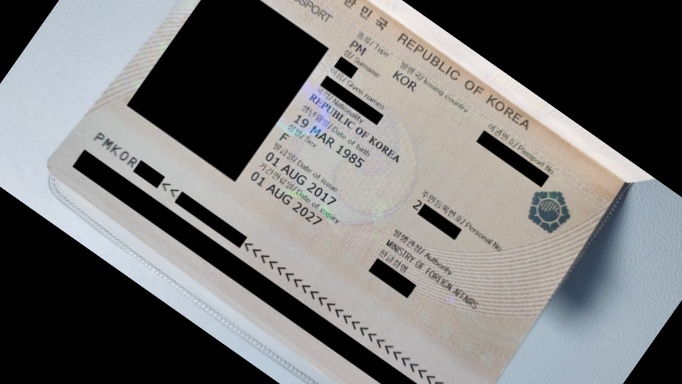 PASSPORT
한민국 REPUBLIC OF KOREA
종류/Type 발행국/Issuing country 여권번호/Passport No.
PM KOR
성/Surname
이름/Given names
국적/Nationality
REPUBLIC OF KOREA
생년월일/Date of birth
19 MAR 1985
성별/Sex 주민등록번호/Personal No.
F 2
발급일/Date of issue 발행관청/Authority
01 AUG 2017 MINISTRY OF FOREIGN AFFAIRS
기간만료일/Date of expiry 한글성명
01 AUG 2027
PMKOR <<
<<<<<<<<<<<<<<<<<